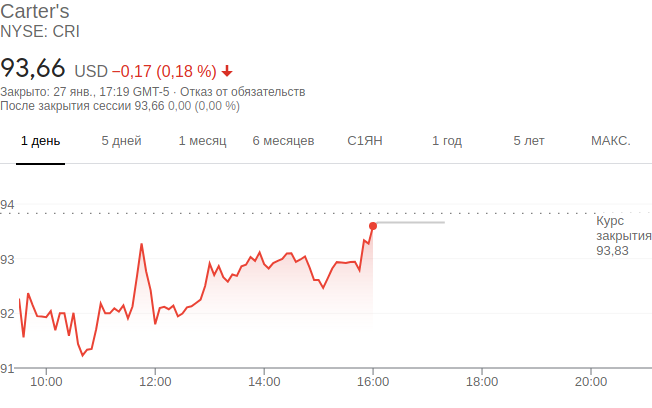 Carter's
NYSE: CRI
93,66 USD −0,17 (0,18 %)
Закрыто: 27 янв., 17:19 GMT-5 · Отказ от обязательств
После закрытия сессии 93,66 0,00 (0,00 %)
1 день 5 дней 1 месяц 6 месяцев С1ЯН 1 год 5 лет МАКС.
94
Курс
закрытия
93,83
93
92
91
10:00 12:00 14:00 16:00 18:00 20:00